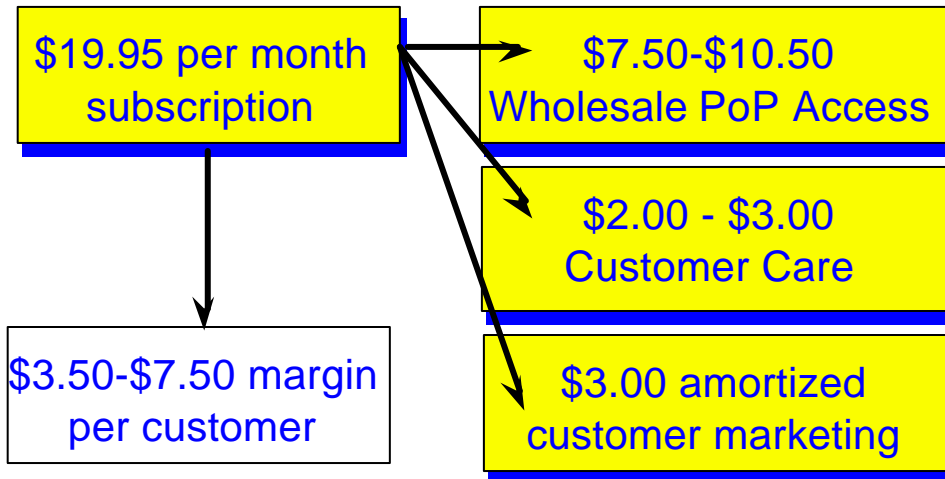 $19.95 per month
subscription
$7.50-$10.50
Wholesale PoP Access
$2.00 - $3.00
Customer Care
$3.50-$7.50 margin
per customer
$3.00 amortized
customer marketing